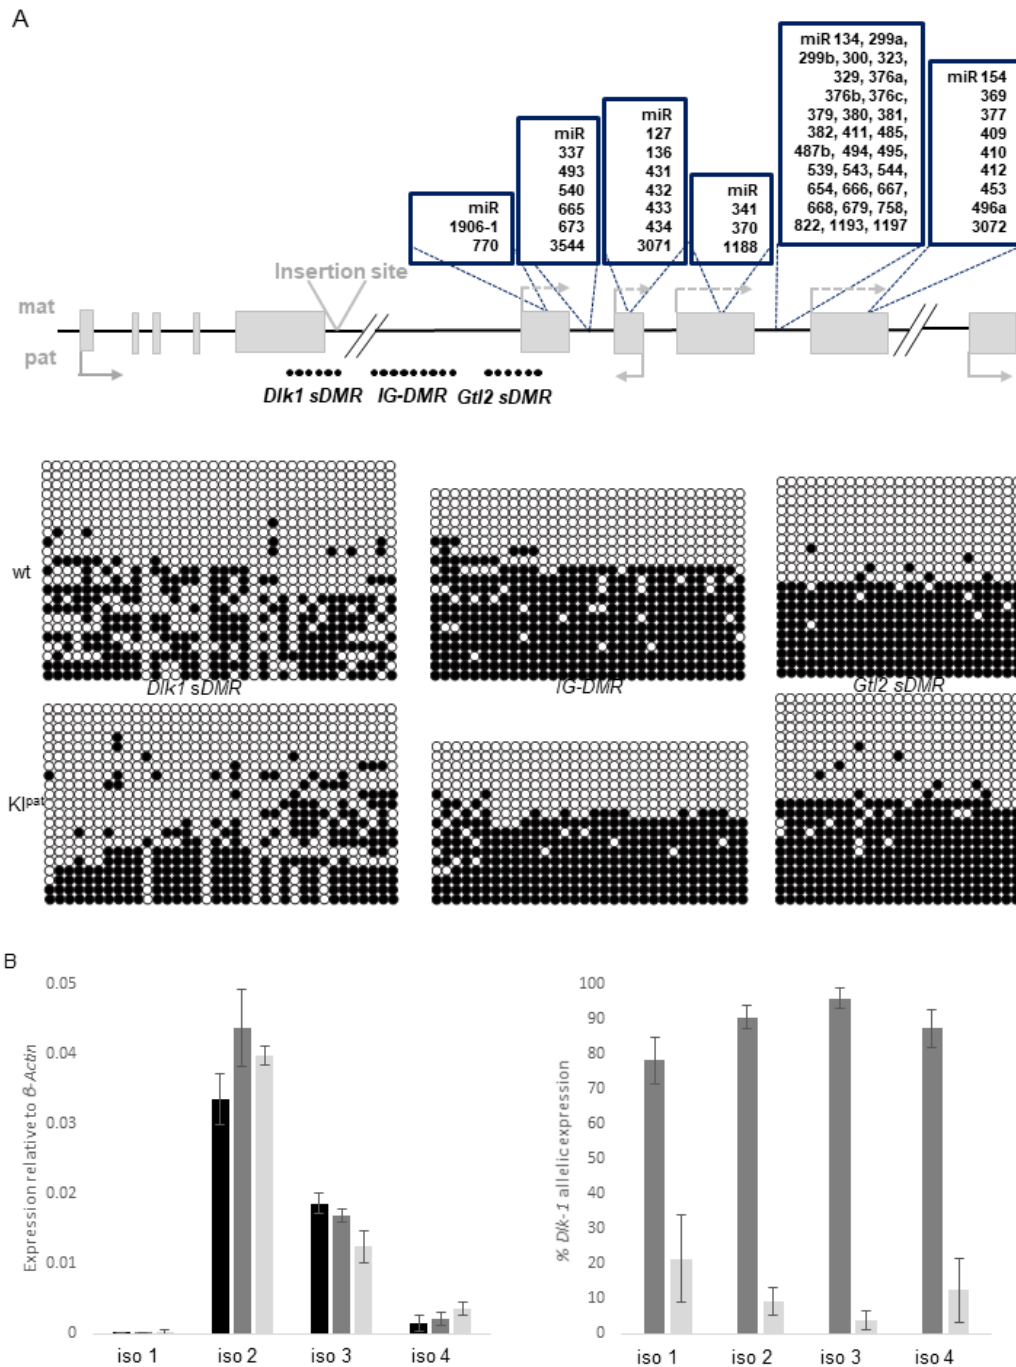 A
miR 134, 299a,
299b, 300, 323,
329, 376a,
376b, 376c,
379, 380, 381,
382, 411, 485,
487b, 494, 495,
539, 543, 544,
654, 666, 667,
668, 679, 758,
822, 1193, 1197
miR 154
369
377
409
410
412
453
496a
3072
miR
127
136
431
432
433
434
3071
miR
337
493
540
665
673
3544
miR
341
370
1188
miR
1906-1
770
Insertion site
mat
pat
Dlk1 sDMR
IG-DMR
Gtl2 sDMR
wt
Dlk1 sDMR
IG-DMR
Gtl2 sDMR
KIpat
B
Expression relative to β-Actin
0.05
0.04
0.03
0.02
0.01
0
iso 1
iso 2
iso 3
iso 4
% Dlk-1 allelic expression
100
90
80
70
60
50
40
30
20
10
0
iso 1
iso 2
iso 3
iso 4